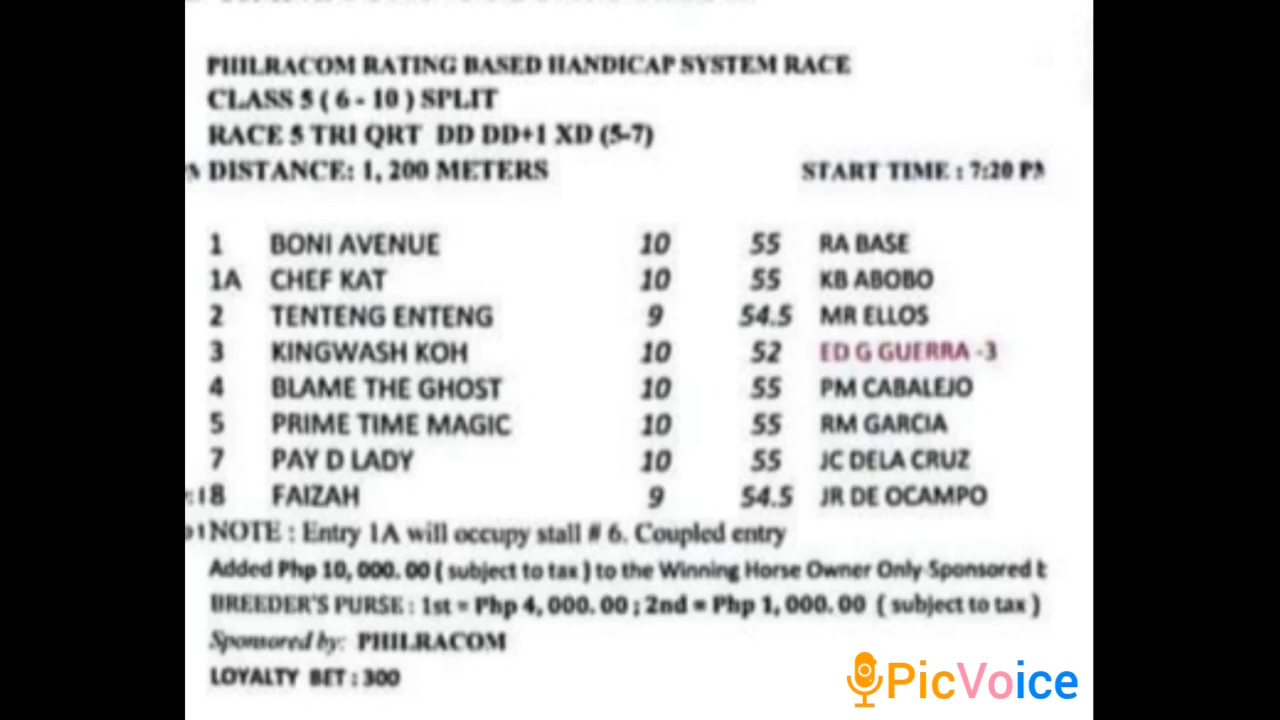 PHILRACOM RATING BASED HANDICAP SYSTEM RACE
CLASS 5 ( 6 - 10 ) SPLIT
RACE 5 TRI QRT DD DD+1 XD (5-7)
DISTANCE: 1, 200 METERS START TIME : 7:20 PM
1 BONI AVENUE 10 55 RA BASE
1A CHEF KAT 10 55 KB ABOBO
2 TENTENG ENTENG 9 54.5 MR ELLOS
3 KINGWASH KOH 10 52 ED G GUERRA -3
4 BLAME THE GHOST 10 55 PM CABALEJO
5 PRIME TIME MAGIC 10 55 RM GARCIA
7 PAY D LADY 10 55 JC DELA CRUZ
8 FAIZAH 9 54.5 JR DE OCAMPO
NOTE : Entry 1A will occupy stall # 6. Coupled entry
Added Php 10, 000. 00 ( subject to tax ) to the Winning Horse Owner Only-Sponsored
BREEDER'S PURSE : 1st = Php 4, 000. 00 ; 2nd = Php 1, 000. 00 ( subject to tax )
Sponsored by: PHILRACOM
LOYALTY BET : 300
PicVoice